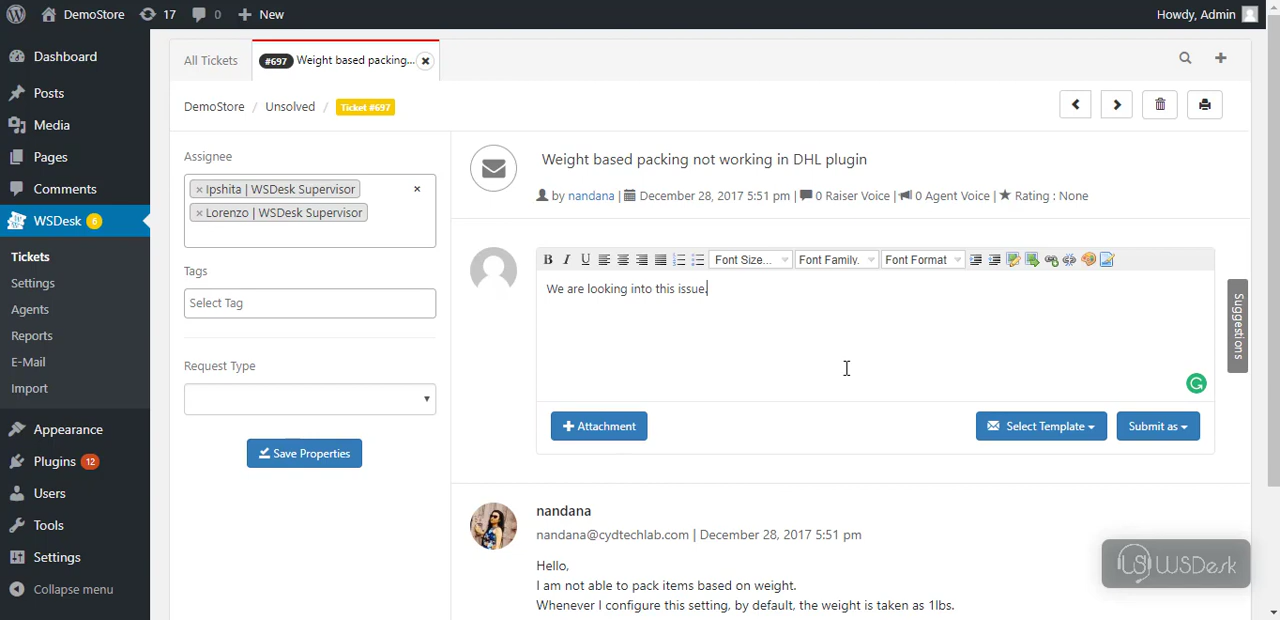 DemoStore
17
0
New
Howdy, Admin
Dashboard
Posts
Media
Pages
Comments
WSDesk 6
Tickets
Settings
Agents
Reports
E-Mail
Import
Appearance
Plugins 12
Users
Tools
Settings
Collapse menu
All Tickets
#697 Weight based packing...
DemoStore / Unsolved / Ticket #697
Assignee
× Ipshita | WSDesk Supervisor
× Lorenzo | WSDesk Supervisor
×
Tags
Select Tag
Request Type
Save Properties
Weight based packing not working in DHL plugin
by nandana | December 28, 2017 5:51 pm | 0 Raiser Voice | 0 Agent Voice | Rating : None
B I U Font Size... Font Family. Font Format
We are looking into this issue.
Suggestions
Attachment
Select Template
Submit as
nandana
nandana@cydtechlab.com | December 28, 2017 5:51 pm
Hello,
I am not able to pack items based on weight.
Whenever I configure this setting, by default, the weight is taken as 1lbs.
WSDesk